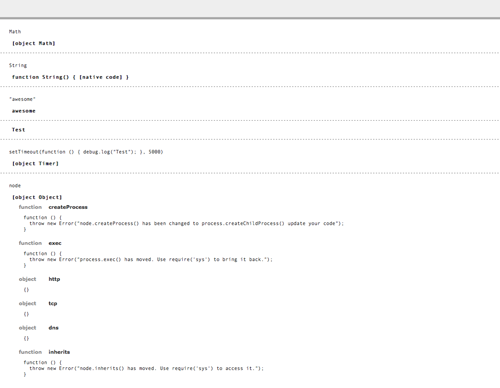 Math
[object Math]
String
function String() { [native code] }
"awesome"
awesome
Test
setTimeout(function () { debug.log("Test"); }, 5000)
[object Timer]
node
[object Object]
function createProcess
function () {
throw new Error("node.createProcess() has been changed to process.createChildProcess() update your code");
}
function exec
function () {
throw new Error("process.exec() has moved. Use require('sys') to bring it back.");
}
object http
{}
object tcp
{}
object dns
{}
function inherits
function () {
throw new Error("node.inherits() has moved. Use require('sys') to access it.");
}